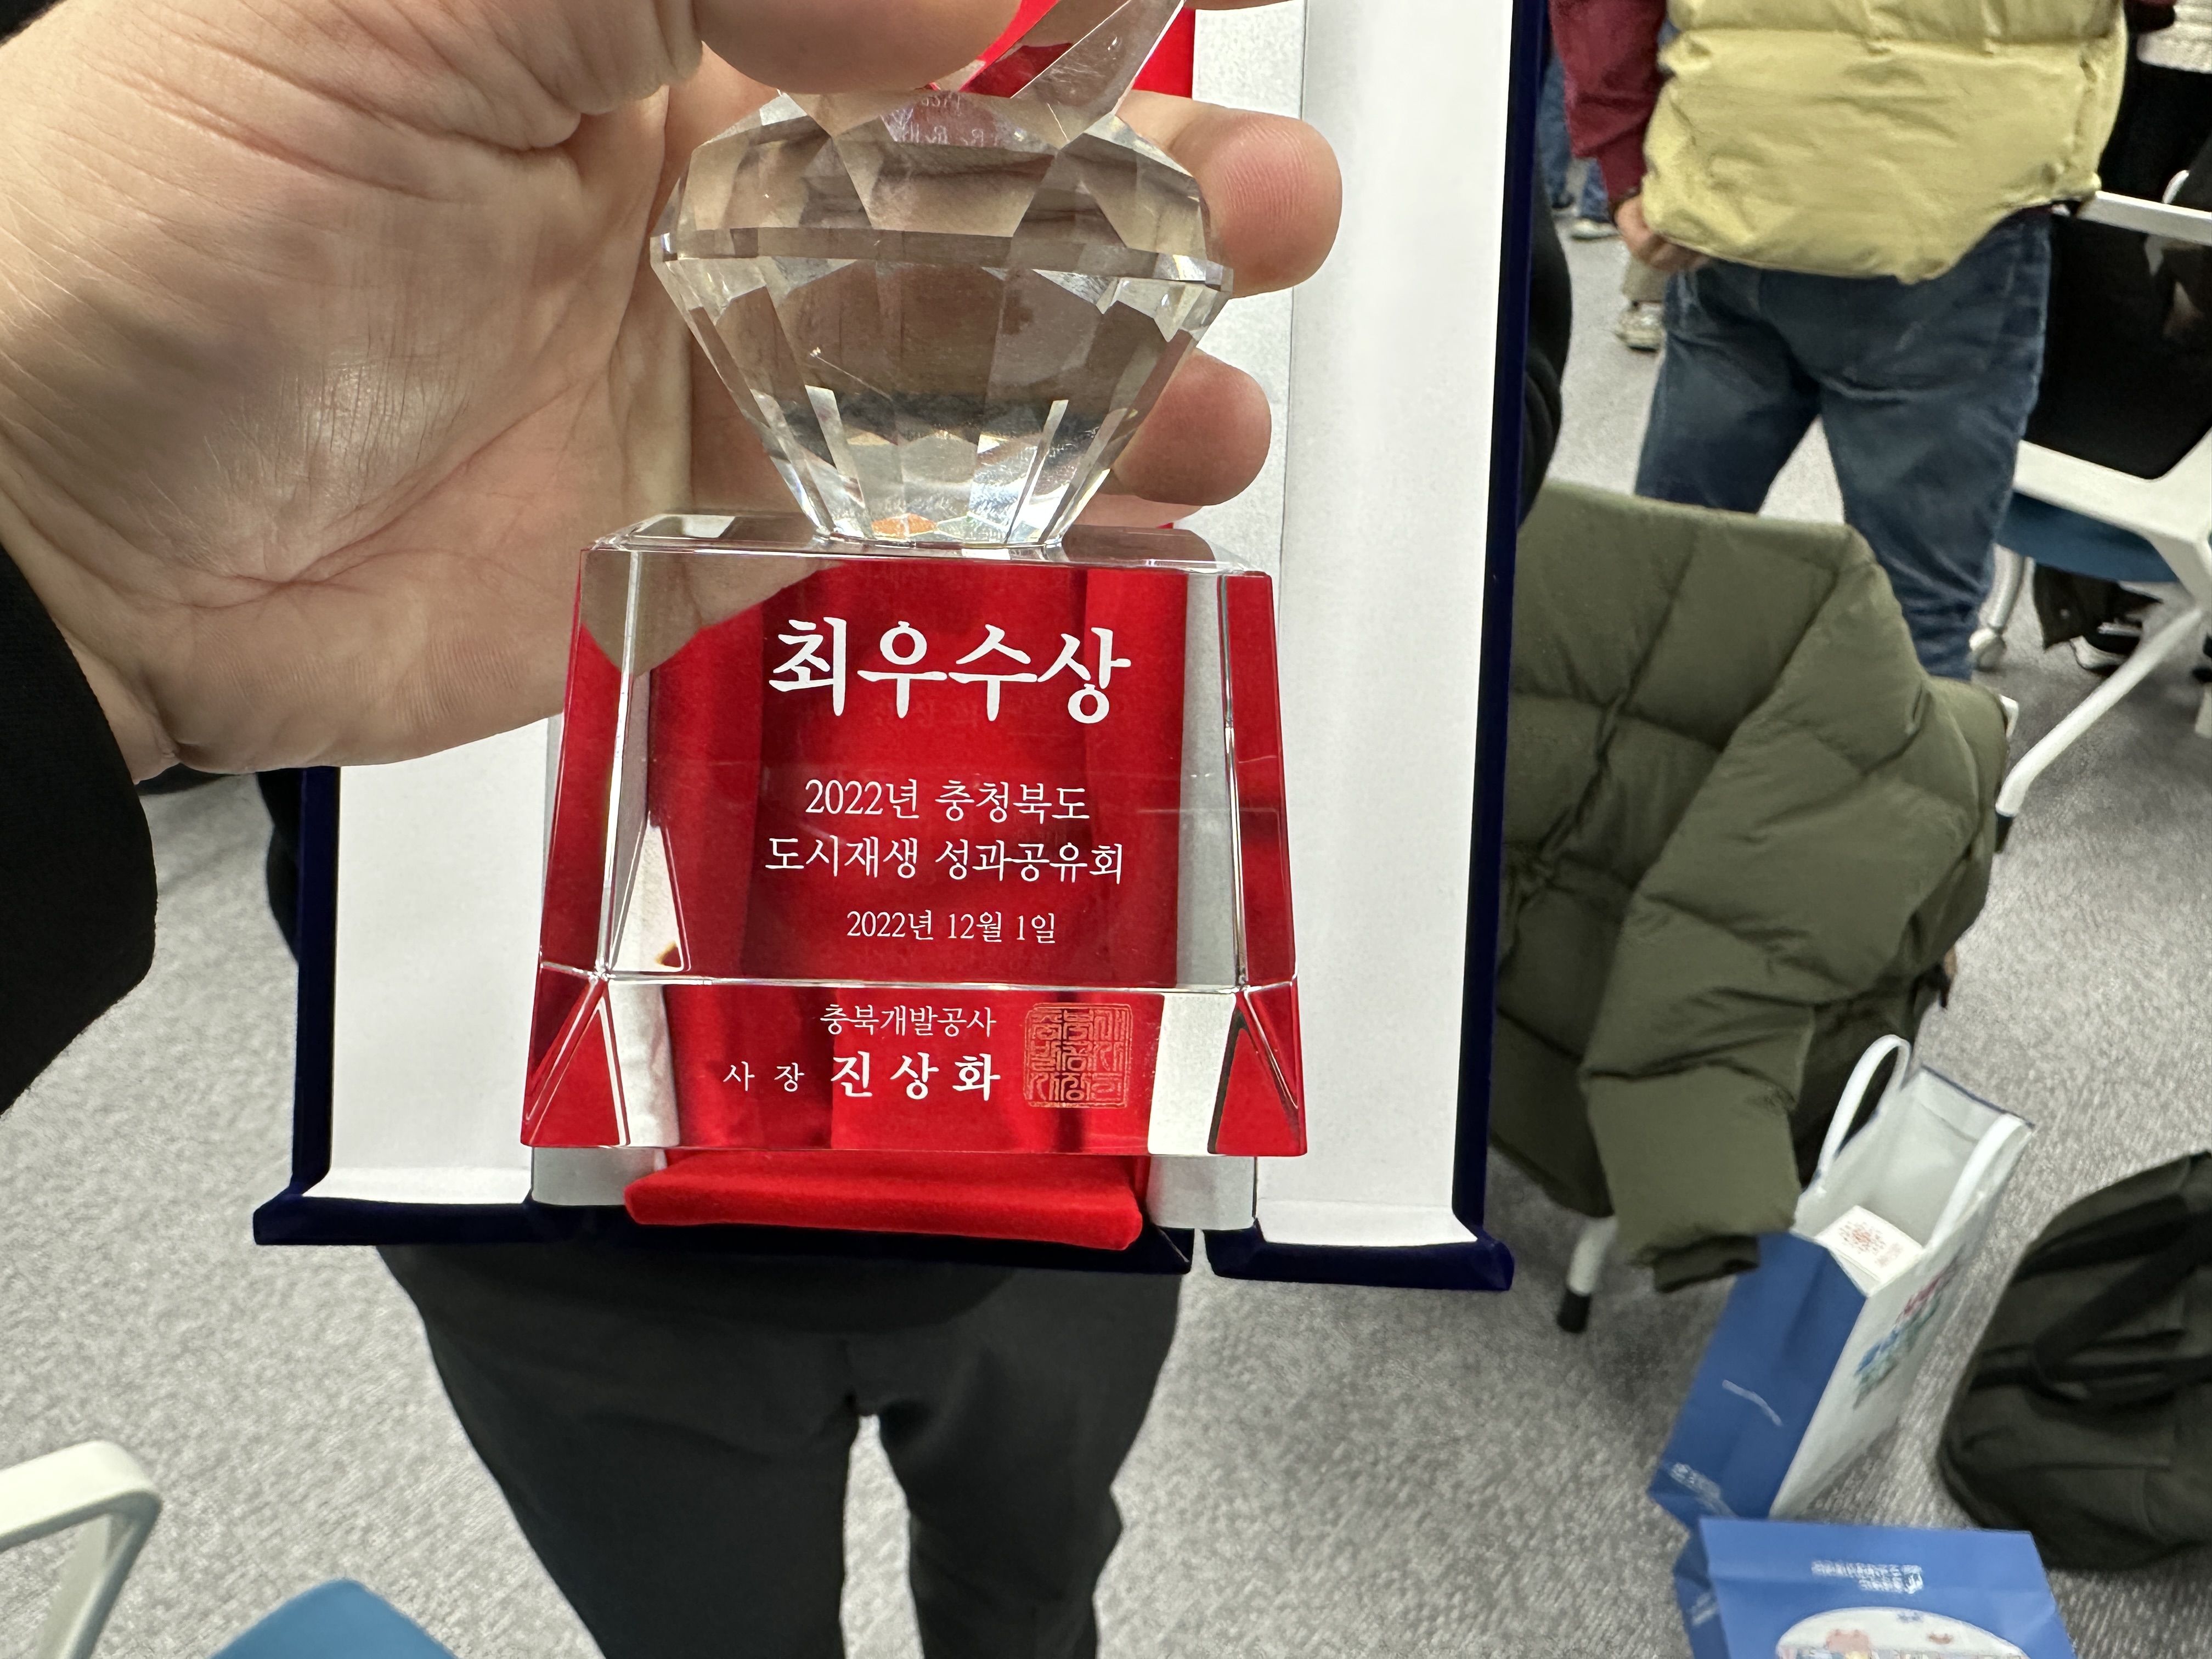 최우수상
2022년 충청북도
도시재생 성과공유회
2022년 12월 1일
충북개발공사
사 장 진 상 화